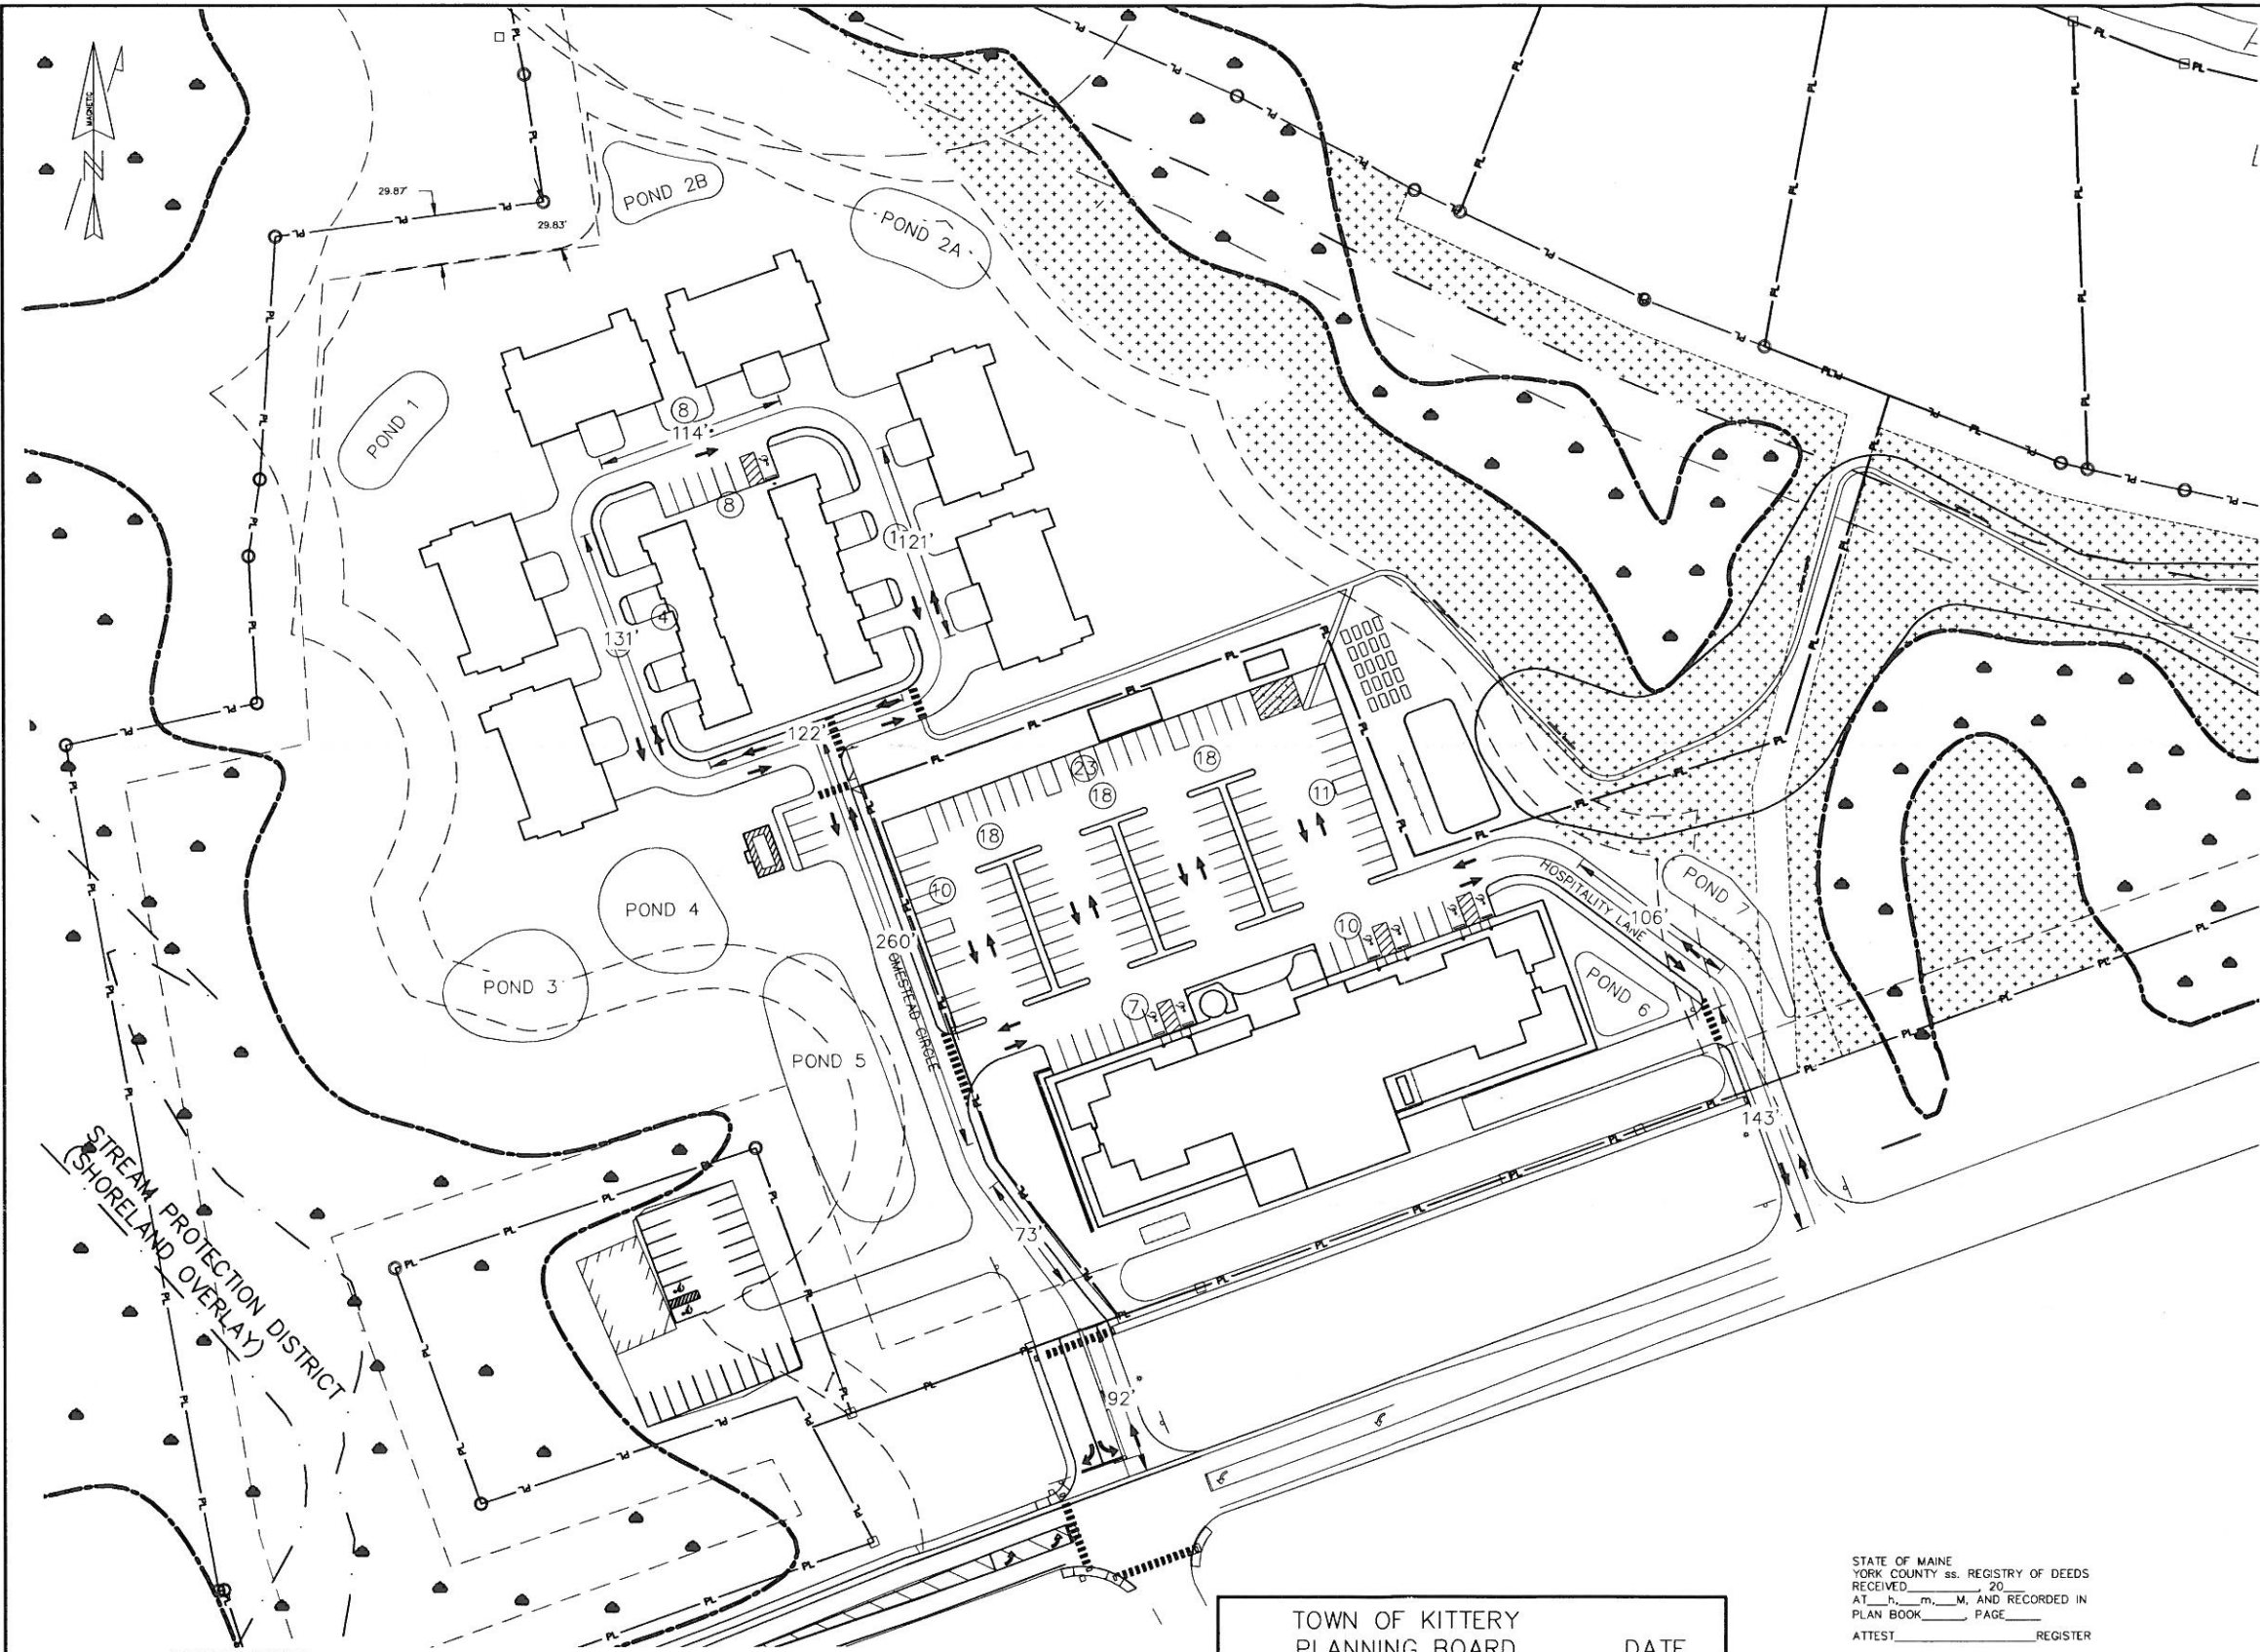 MAGNETIC
N
29.87'
29.83'
POND 2B
POND 2A
POND 1
8
114'
8
121'
4
131'
122'
23
18
18
18
11
10
POND 4
POND 3
260'
OMESTEAD CIRCLE
POND 5
10
7
HOSPITALITY LANE
106'
POND 7
POND 6
143'
73'
92'
STREAM PROTECTION DISTRICT
(SHORELAND OVERLAY)
PL
TOWN OF KITTERY
PLANNING BOARD DATE
STATE OF MAINE
YORK COUNTY ss. REGISTRY OF DEEDS
RECEIVED__________, 20___
AT___h,___m,___M, AND RECORDED IN
PLAN BOOK______, PAGE_____
ATTEST____________________REGISTER